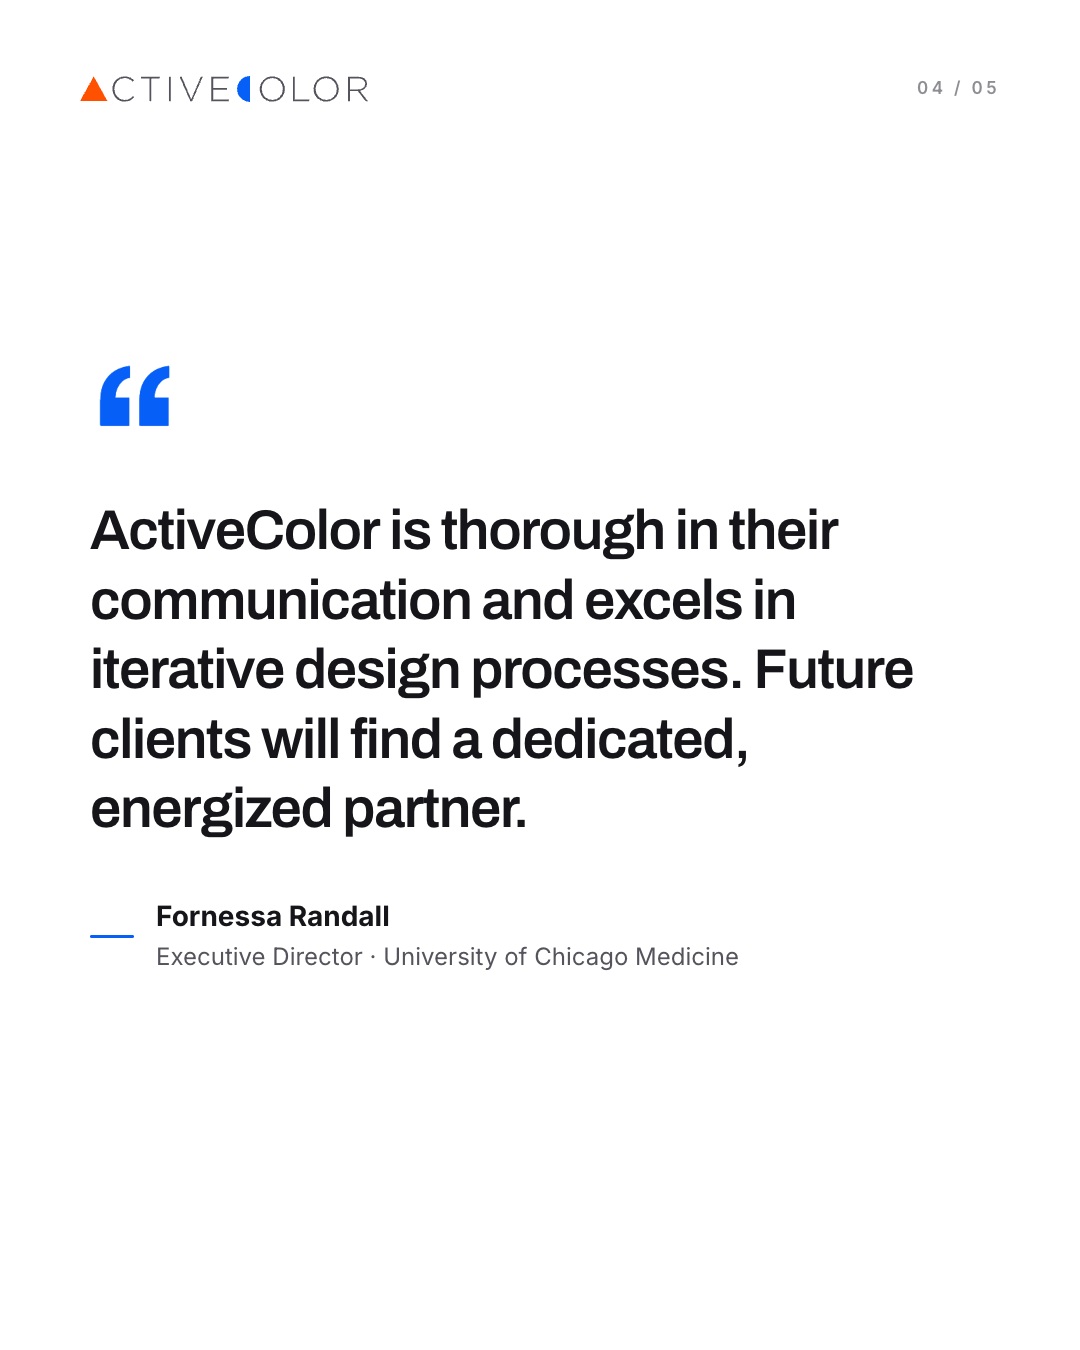 ACTIVECOLOR
04 / 05
“
ActiveColor is thorough in their
communication and excels in
iterative design processes. Future
clients will find a dedicated,
energized partner.
Fornessa Randall
Executive Director · University of Chicago Medicine